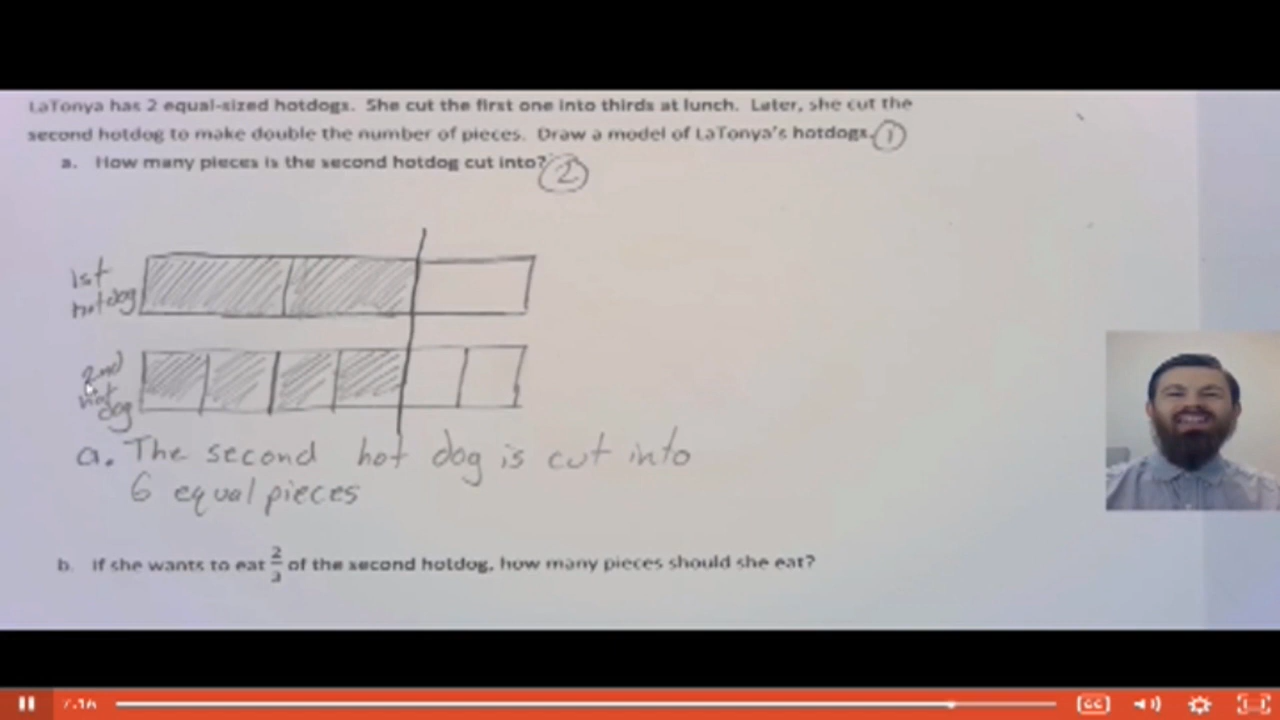 LaTonya has 2 equal-sized hotdogs. She cut the first one into thirds at lunch. Later, she cut the
second hotdog to make double the number of pieces. Draw a model of LaTonya's hotdogs. 1
a. How many pieces is the second hotdog cut into? 2
1st
hotdog
2nd
hot
dog
a. The second hot dog is cut into
6 equal pieces
b. If she wants to eat 2/3 of the second hotdog, how many pieces should she eat?
CC